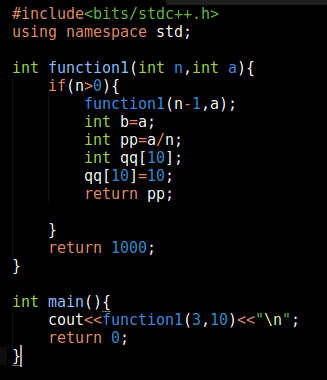 #include<bits/stdc++.h>
using namespace std;
int function1(int n,int a){
if(n>0){
function1(n-1,a);
int b=a;
int pp=a/n;
int qq[10];
qq[10]=10;
return pp;
}
return 1000;
}
int main(){
cout<<function1(3,10)<<"\n";
return 0;
}